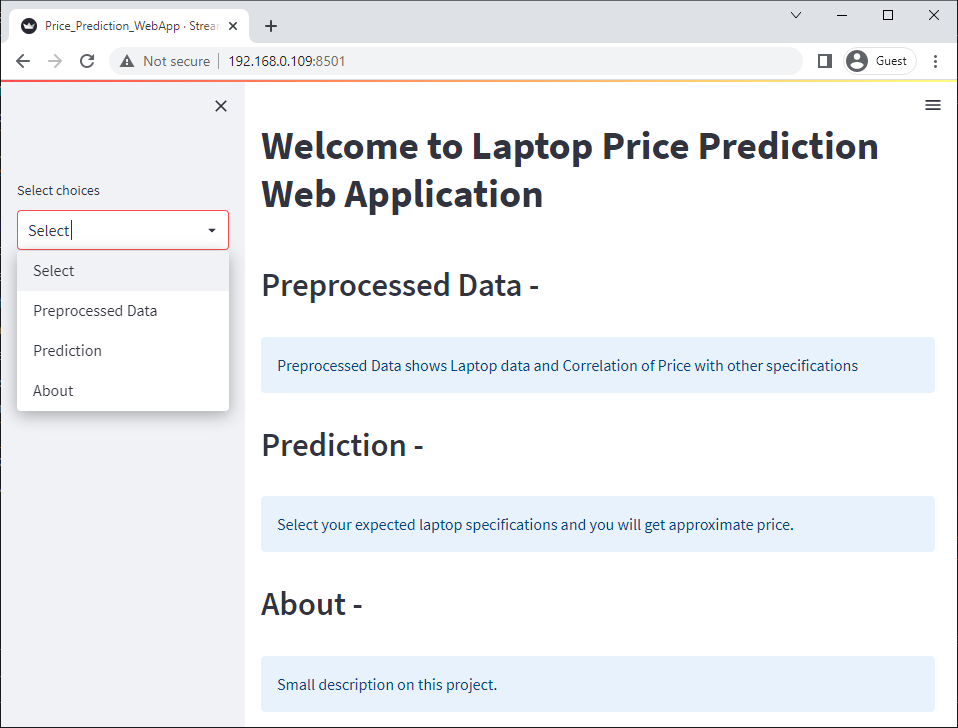 Price_Prediction_WebApp · Strea
Not secure
192.168.0.109:8501
Guest
Select choices
Select
Select
Preprocessed Data
Prediction
About
Welcome to Laptop Price Prediction
Web Application
Preprocessed Data -
Preprocessed Data shows Laptop data and Correlation of Price with other specifications
Prediction -
Select your expected laptop specifications and you will get approximate price.
About -
Small description on this project.